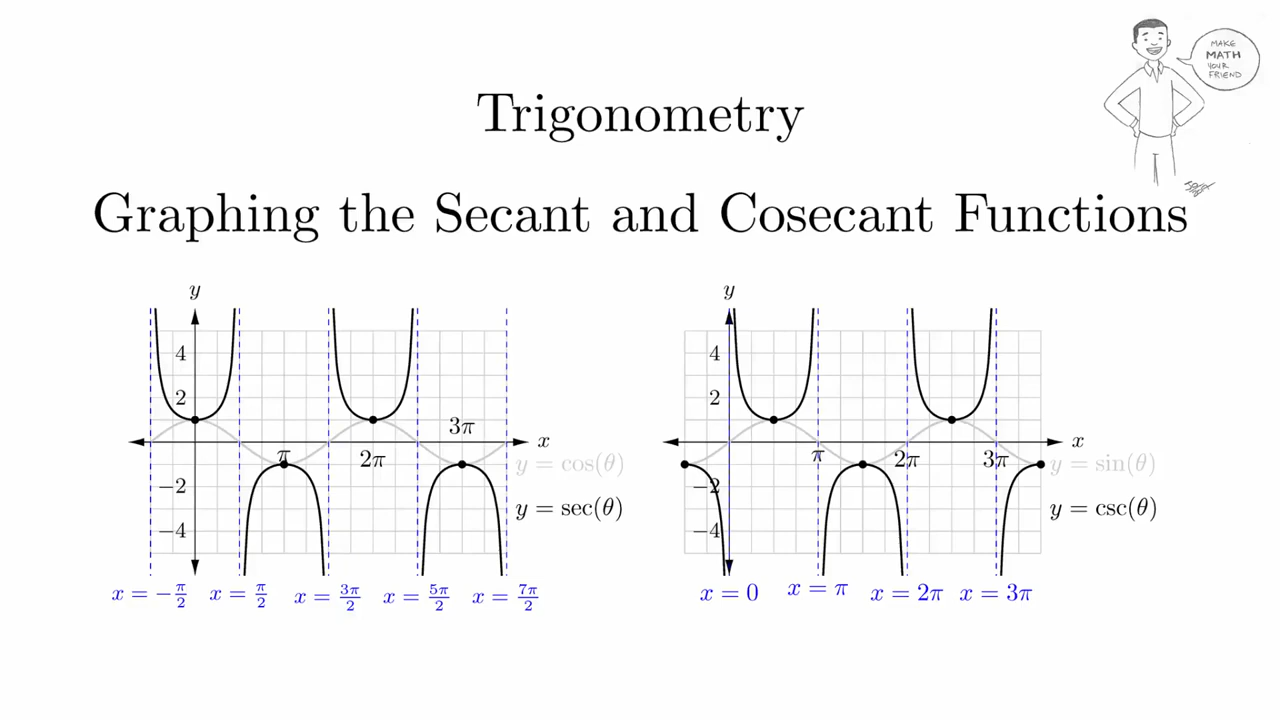 MAKE
MATH
YOUR
FRIEND
Trigonometry
Graphing the Secant and Cosecant Functions
y
4
2
−2
−4
π
2π
3π
x
y = cos(θ)
y = sec(θ)
x = −π/2
x = π/2
x = 3π/2
x = 5π/2
x = 7π/2
y
4
2
−2
−4
π
2π
3π
x
y = sin(θ)
y = csc(θ)
x = 0
x = π
x = 2π
x = 3π